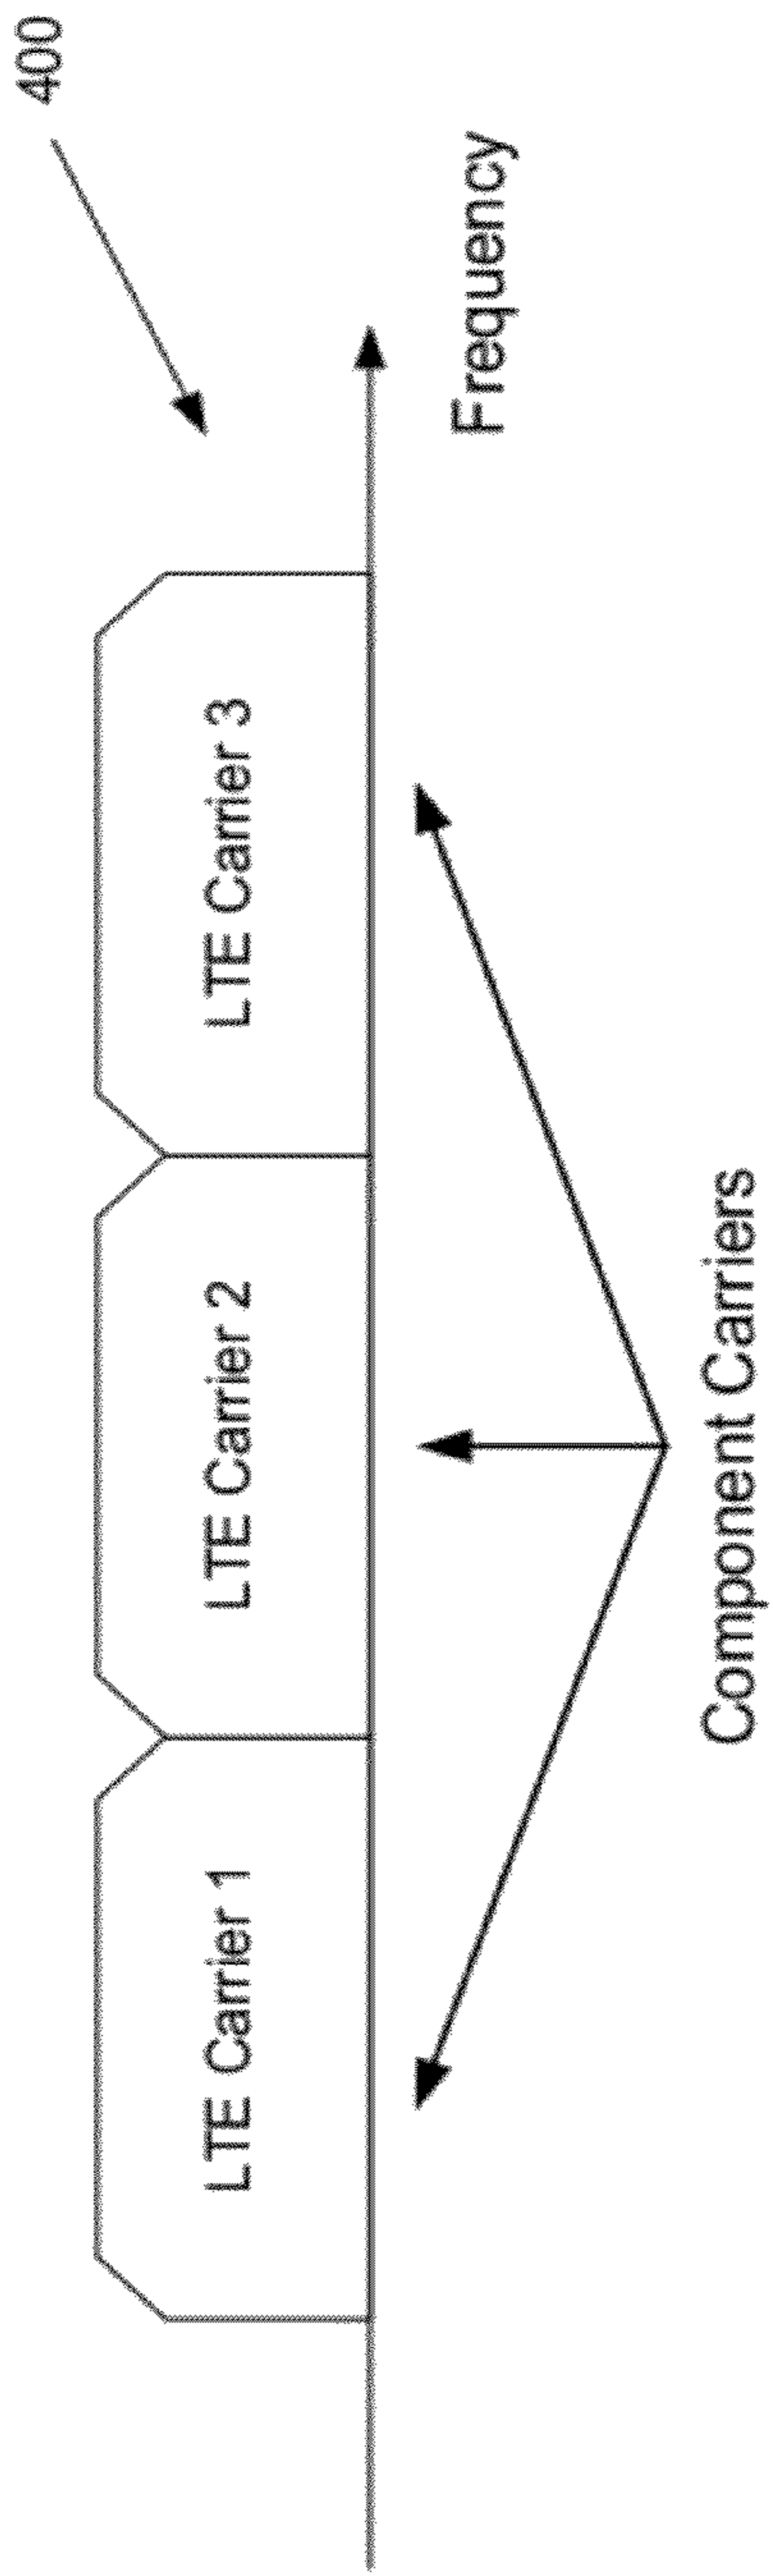 400
LTE Carrier 1
LTE Carrier 2
LTE Carrier 3
Frequency
Component Carriers